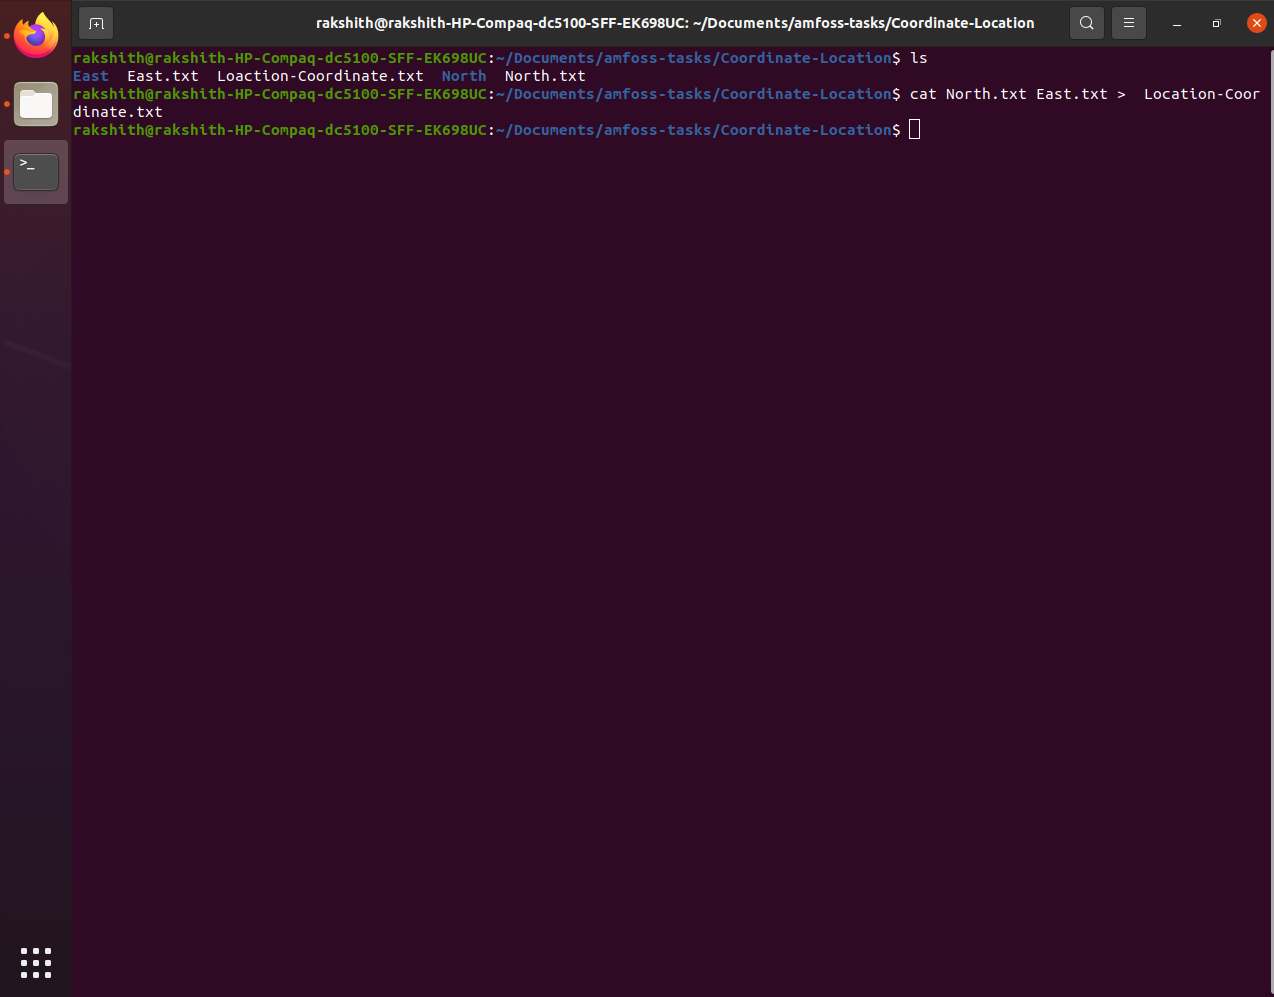 rakshith@rakshith-HP-Compaq-dc5100-SFF-EK698UC: ~/Documents/amfoss-tasks/Coordinate-Location
rakshith@rakshith-HP-Compaq-dc5100-SFF-EK698UC:~/Documents/amfoss-tasks/Coordinate-Location$ ls
East  East.txt  Loaction-Coordinate.txt  North  North.txt
rakshith@rakshith-HP-Compaq-dc5100-SFF-EK698UC:~/Documents/amfoss-tasks/Coordinate-Location$ cat North.txt East.txt >  Location-Coor
dinate.txt
rakshith@rakshith-HP-Compaq-dc5100-SFF-EK698UC:~/Documents/amfoss-tasks/Coordinate-Location$